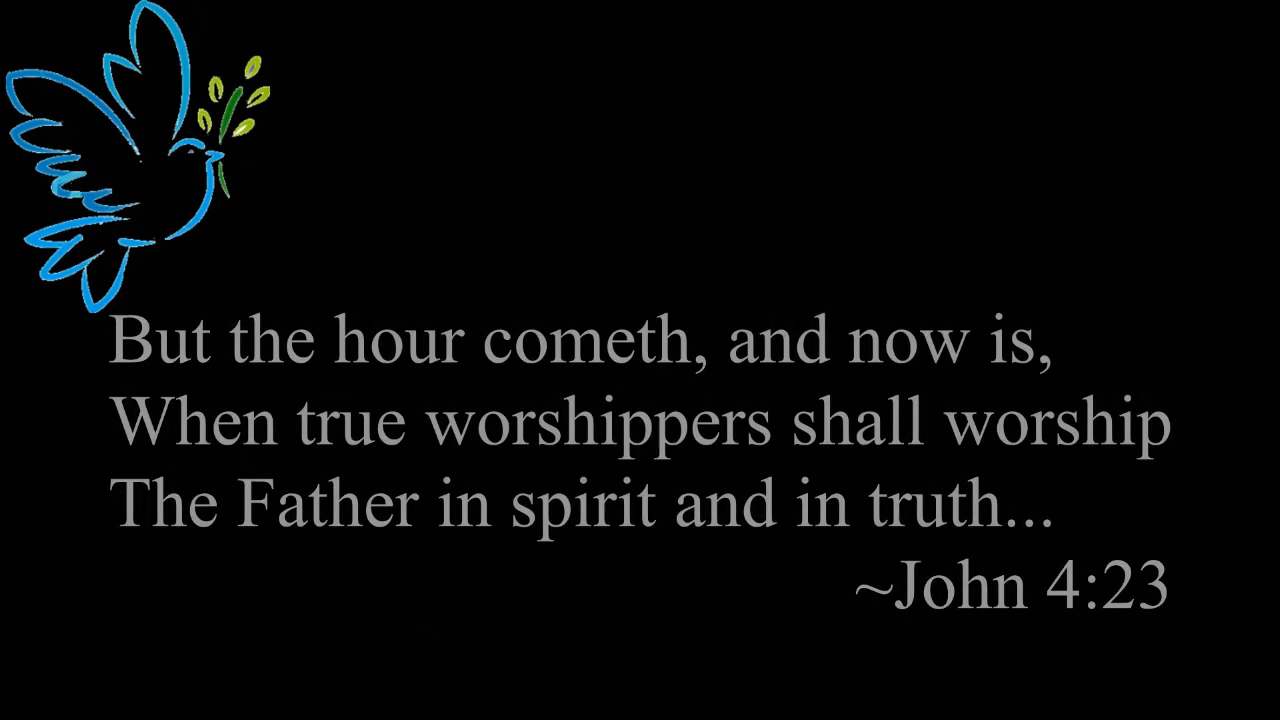 But the hour cometh, and now is,
When true worshippers shall worship
The Father in spirit and in truth...
~John 4:23